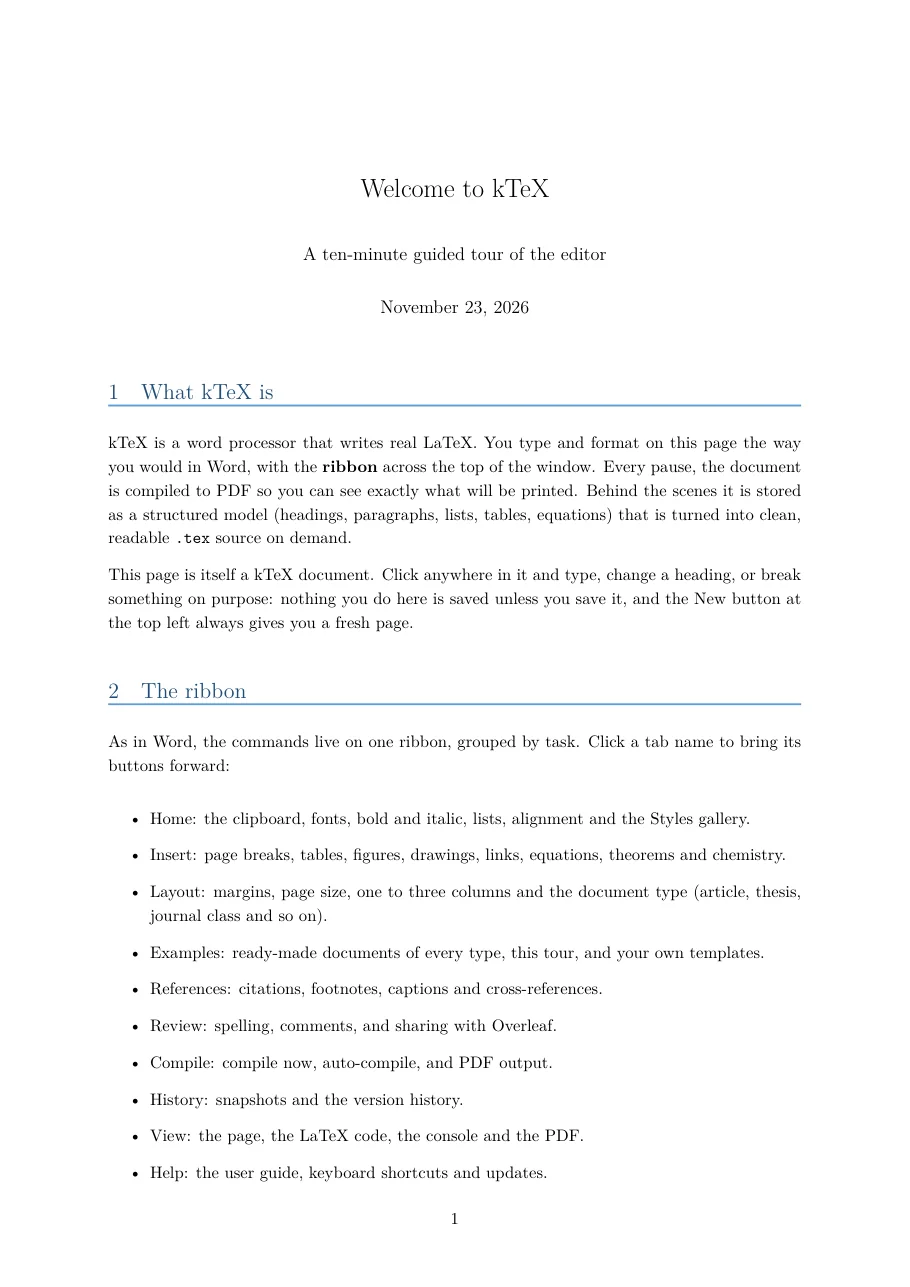 Welcome to kTeX
A ten-minute guided tour of the editor
November 23, 2026
1 What kTeX is
kTeX is a word processor that writes real LaTeX. You type and format on this page the way
you would in Word, with the ribbon across the top of the window. Every pause, the document
is compiled to PDF so you can see exactly what will be printed. Behind the scenes it is stored
as a structured model (headings, paragraphs, lists, tables, equations) that is turned into clean,
readable .tex source on demand.
This page is itself a kTeX document. Click anywhere in it and type, change a heading, or break
something on purpose: nothing you do here is saved unless you save it, and the New button at
the top left always gives you a fresh page.
2 The ribbon
As in Word, the commands live on one ribbon, grouped by task. Click a tab name to bring its
buttons forward:
• Home: the clipboard, fonts, bold and italic, lists, alignment and the Styles gallery.
• Insert: page breaks, tables, figures, drawings, links, equations, theorems and chemistry.
• Layout: margins, page size, one to three columns and the document type (article, thesis,
journal class and so on).
• Examples: ready-made documents of every type, this tour, and your own templates.
• References: citations, footnotes, captions and cross-references.
• Review: spelling, comments, and sharing with Overleaf.
• Compile: compile now, auto-compile, and PDF output.
• History: snapshots and the version history.
• View: the page, the LaTeX code, the console and the PDF.
• Help: the user guide, keyboard shortcuts and updates.
1